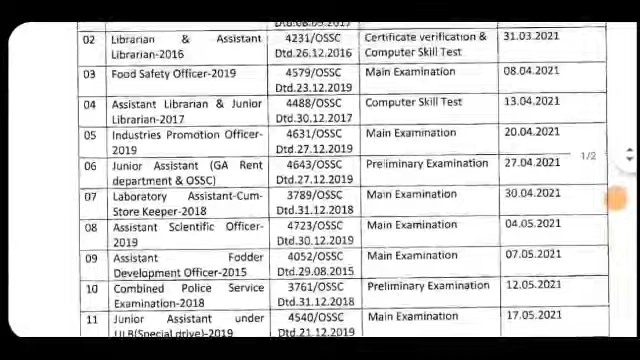 Dtd.08.09.2017
02 Librarian & Assistant 4231/OSSC Certificate verification & 31.03.2021
Librarian-2016 Dtd.26.12.2016 Computer Skill Test
03 Food Safety Officer-2019 4579/OSSC Main Examination 08.04.2021
Dtd.23.12.2019
04 Assistant Librarian & Junior 4488/OSSC Computer Skill Test 13.04.2021
Librarian-2017 Dtd.30.12.2017
05 Industries Promotion Officer- 4631/OSSC Main Examination 20.04.2021
2019 Dtd.27.12.2019
1/2
06 Junior Assistant (GA Rent 4643/OSSC Preliminary Examination 27.04.2021
department & OSSC) Dtd.27.12.2019
07 Laboratory Assistant-Cum- 3789/OSSC Main Examination 30.04.2021
Store Keeper-2018 Dtd.31.12.2018
08 Assistant Scientific Officer- 4723/OSSC Main Examination 04.05.2021
2019 Dtd.30.12.2019
09 Assistant Fodder 4052/OSSC Main Examination 07.05.2021
Development Officer-2015 Dtd.29.08.2015
10 Combined Police Service 3761/OSSC Preliminary Examination 12.05.2021
Examination-2018 Dtd.31.12.2018
11 Junior Assistant under 4540/OSSC Main Examination 17.05.2021
ULB(Special drive)-2019 Dtd.21.12.2019